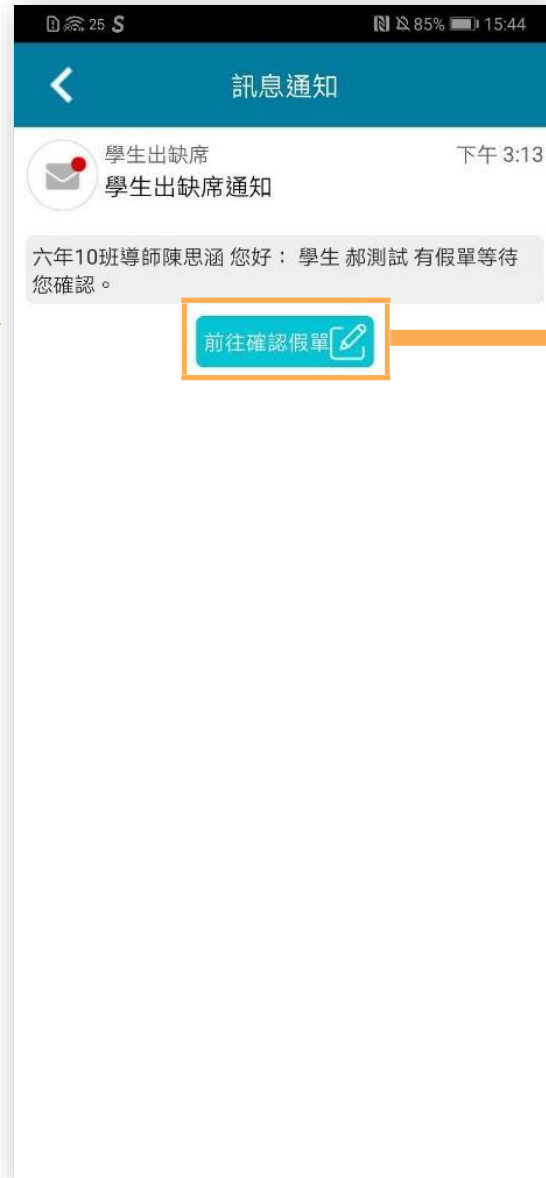 25 S 85% 15:44
訊息通知
學生出缺席 下午 3:13
學生出缺席通知
六年10班導師陳思涵 您好： 學生 郝測試 有假單等待
您確認。
前往確認假單